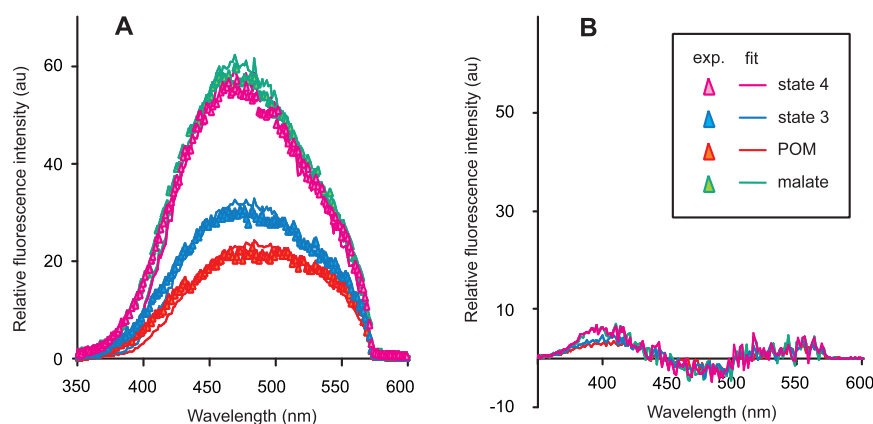 A
Relative fluorescence intensity (au)
60
40
20
0
350
400
450
500
550
600
Wavelength (nm)
B
Relative fluorescence intensity (au)
50
30
10
-10
400
450
500
550
600
Wavelength (nm)
exp. fit
state 4
state 3
POM
malate